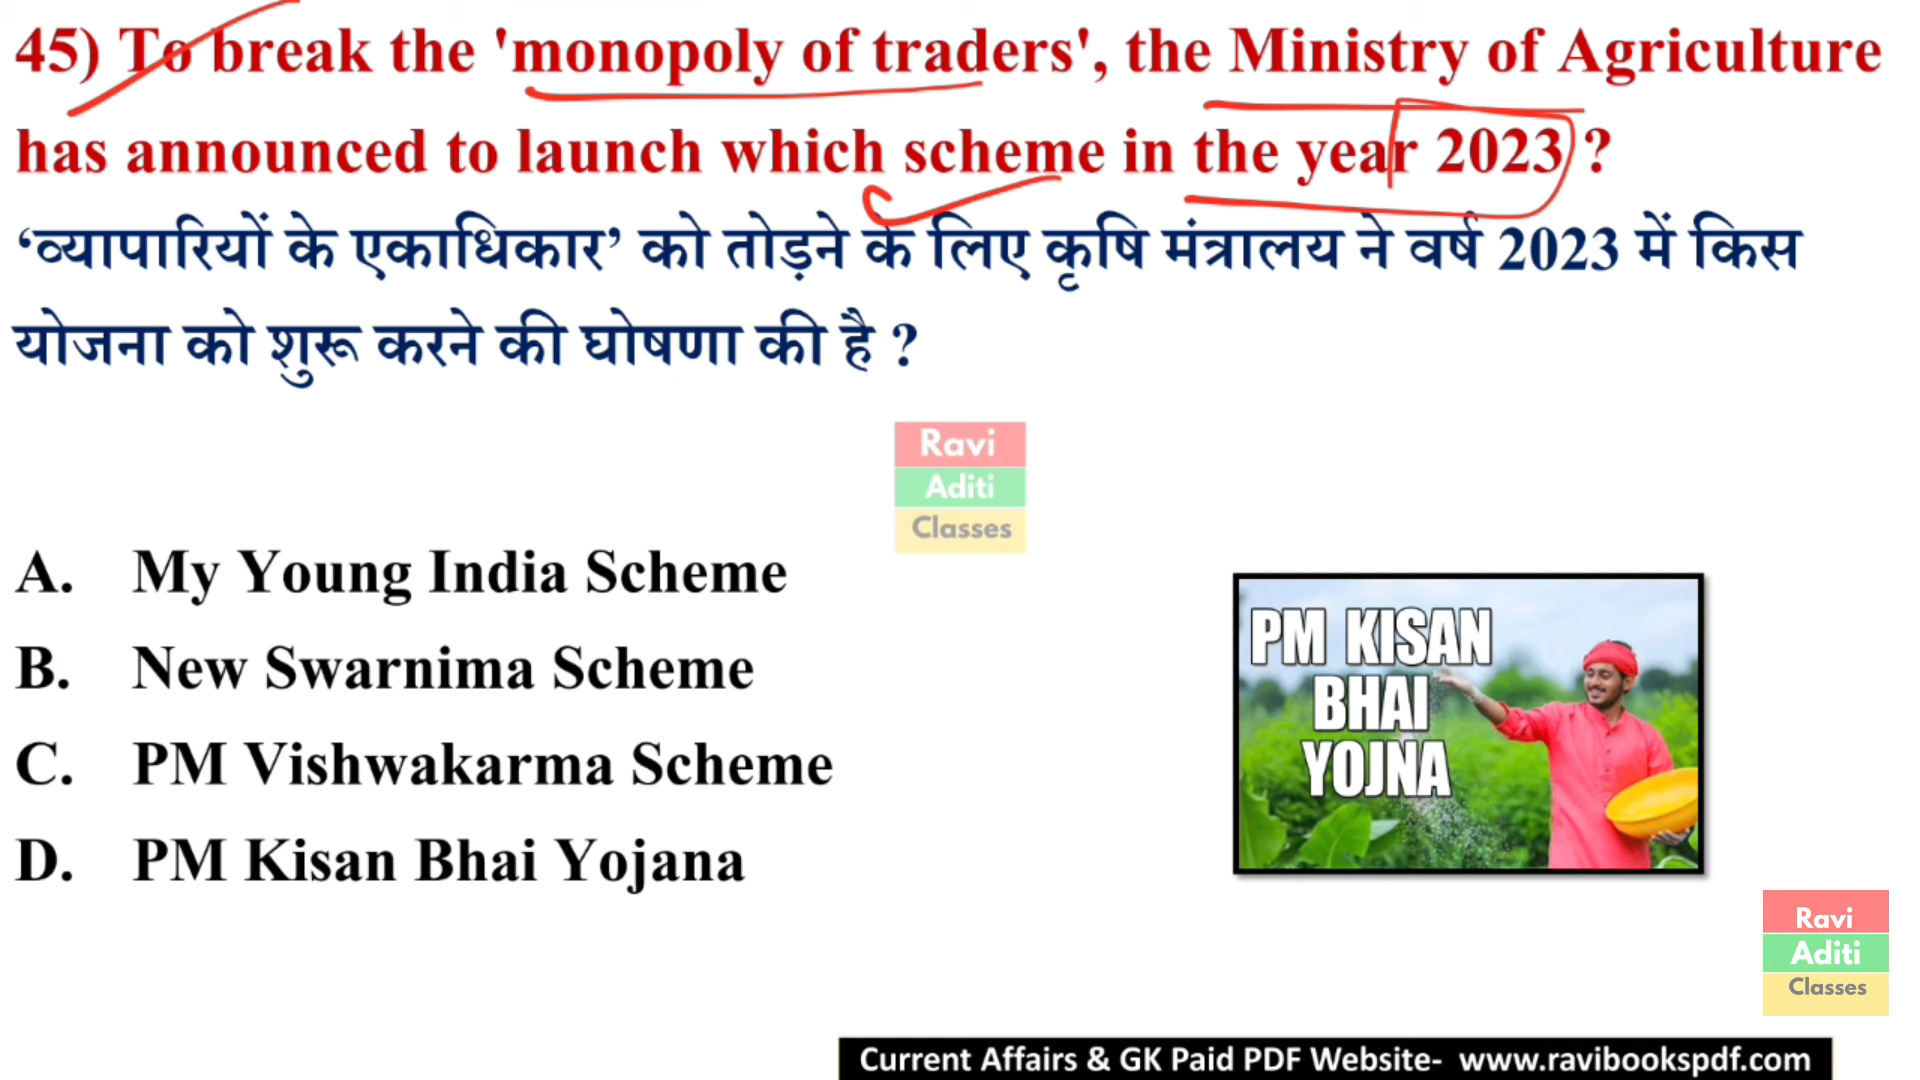 45) To break the 'monopoly of traders', the Ministry of Agriculture
has announced to launch which scheme in the year 2023 ?
‘व्यापारियों के एकाधिकार’ को तोड़ने के लिए कृषि मंत्रालय ने वर्ष 2023 में किस
योजना को शुरू करने की घोषणा की है ?
Ravi
Aditi
Classes
A. My Young India Scheme
B. New Swarnima Scheme
C. PM Vishwakarma Scheme
D. PM Kisan Bhai Yojana
PM KISAN
BHAI
YOJNA
Ravi
Aditi
Classes
Current Affairs & GK Paid PDF Website- www.ravibookspdf.com